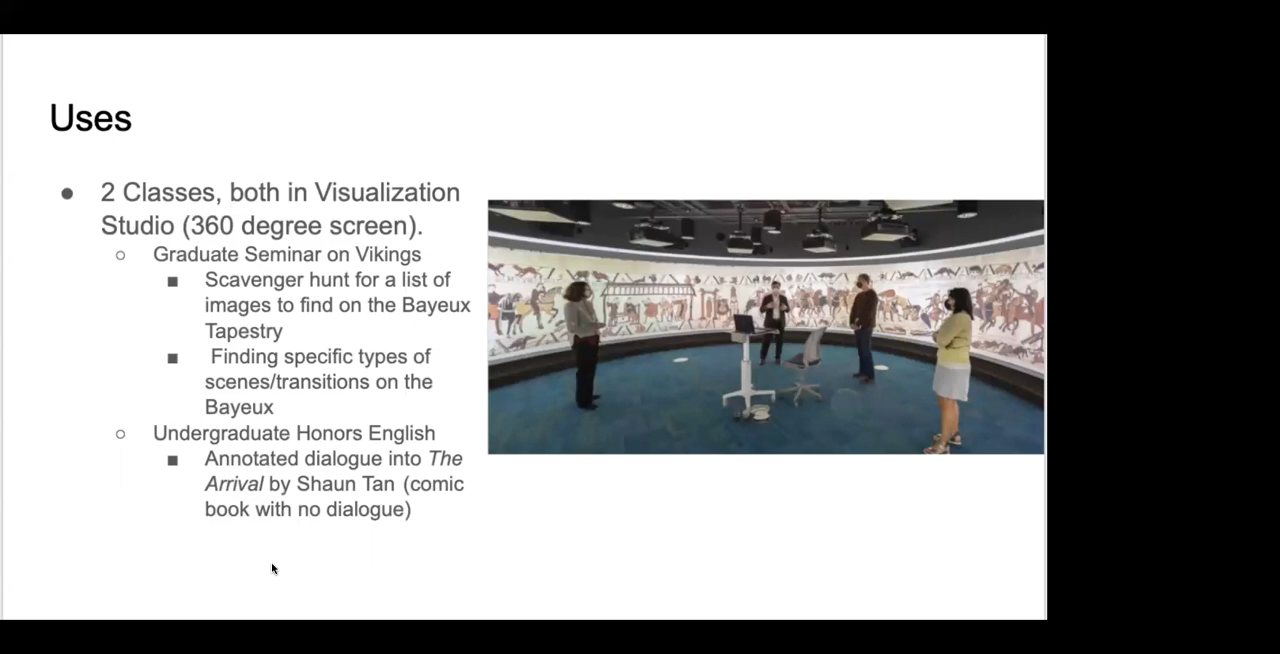 Uses
● 2 Classes, both in Visualization
Studio (360 degree screen).
○ Graduate Seminar on Vikings
■ Scavenger hunt for a list of
images to find on the Bayeux
Tapestry
■ Finding specific types of
scenes/transitions on the
Bayeux
○ Undergraduate Honors English
■ Annotated dialogue into The
Arrival by Shaun Tan (comic
book with no dialogue)